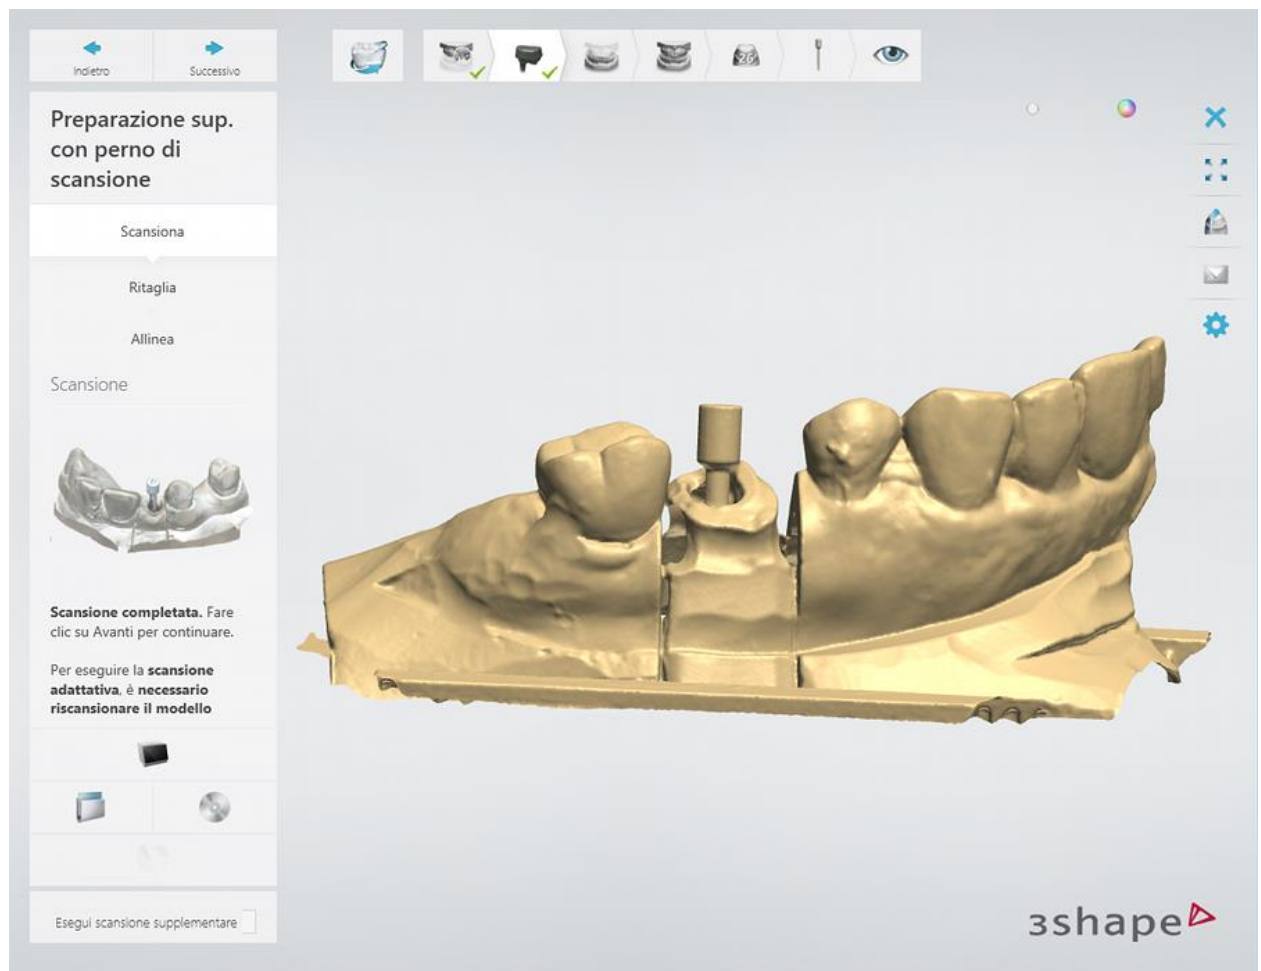 Indietro
Successivo
26
Preparazione sup.
con perno di
scansione
Scansiona
Ritaglia
Allinea
Scansione
Scansione completata. Fare
clic su Avanti per continuare.
Per eseguire la scansione
adattativa, è necessario
riscansionare il modello
Esegui scansione supplementare
3shape